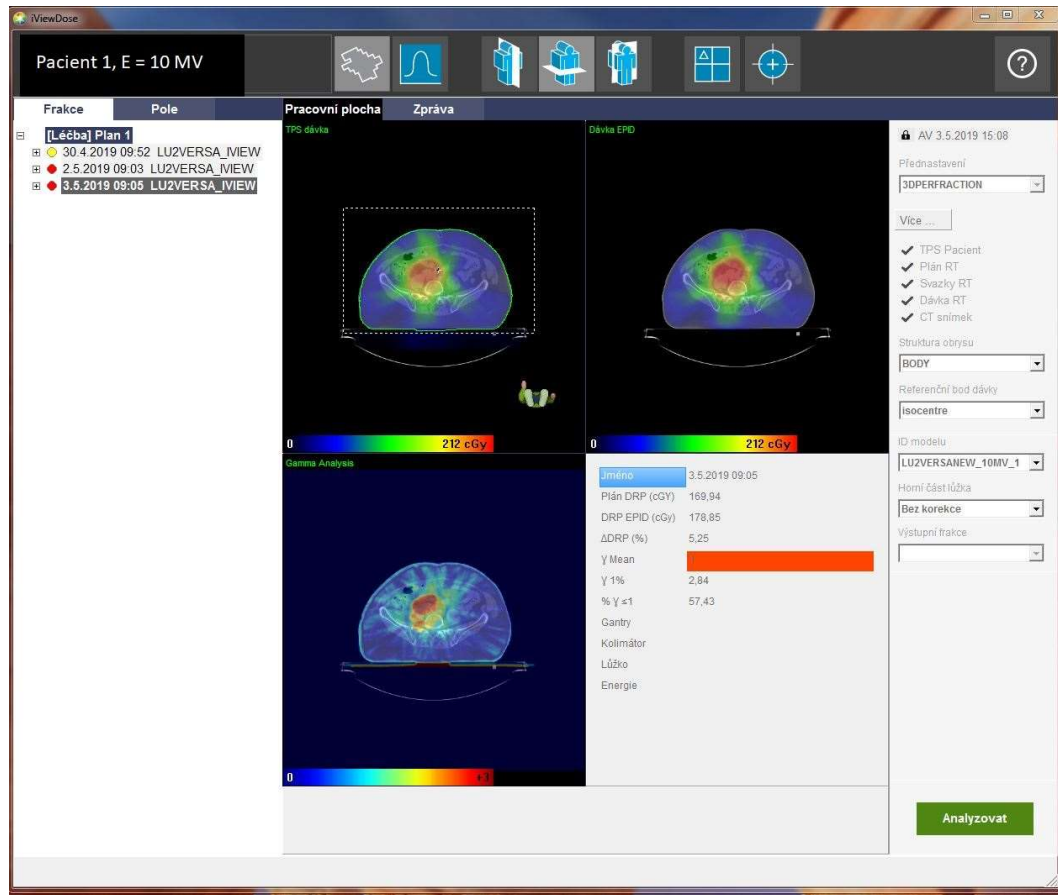 iViewDose
Pacient 1, E = 10 MV
Frakce Pole
Pracovní plocha Zpráva
[Léčba] Plan 1
30.4.2019 09:52 LU2VERSA_IVIEW
2.5.2019 09:03 LU2VERSA_IVIEW
3.5.2019 09:05 LU2VERSA_IVIEW
TPS dávka
0 212 cGy
Dávka EPID
0 212 cGy
Gamma Analysis
0 +3
Jméno 3.5.2019 09:05
Plán DRP (cGY) 169,94
DRP EPID (cGy) 178,85
ΔDRP (%) 5,25
γ Mean
γ 1% 2,84
% γ ≤1 57,43
Gantry
Kolimátor
Lůžko
Energie
AV 3.5.2019 15:08
Přednastavení
3DPERFRACTION
Více ...
TPS Pacient
Plán RT
Svazky RT
Dávka RT
CT snímek
Struktura obrysu
BODY
Referenční bod dávky
isocentre
ID modelu
LU2VERSANEW_10MV_1
Horní část lůžka
Bez korekce
Výstupní frakce
Analyzovat